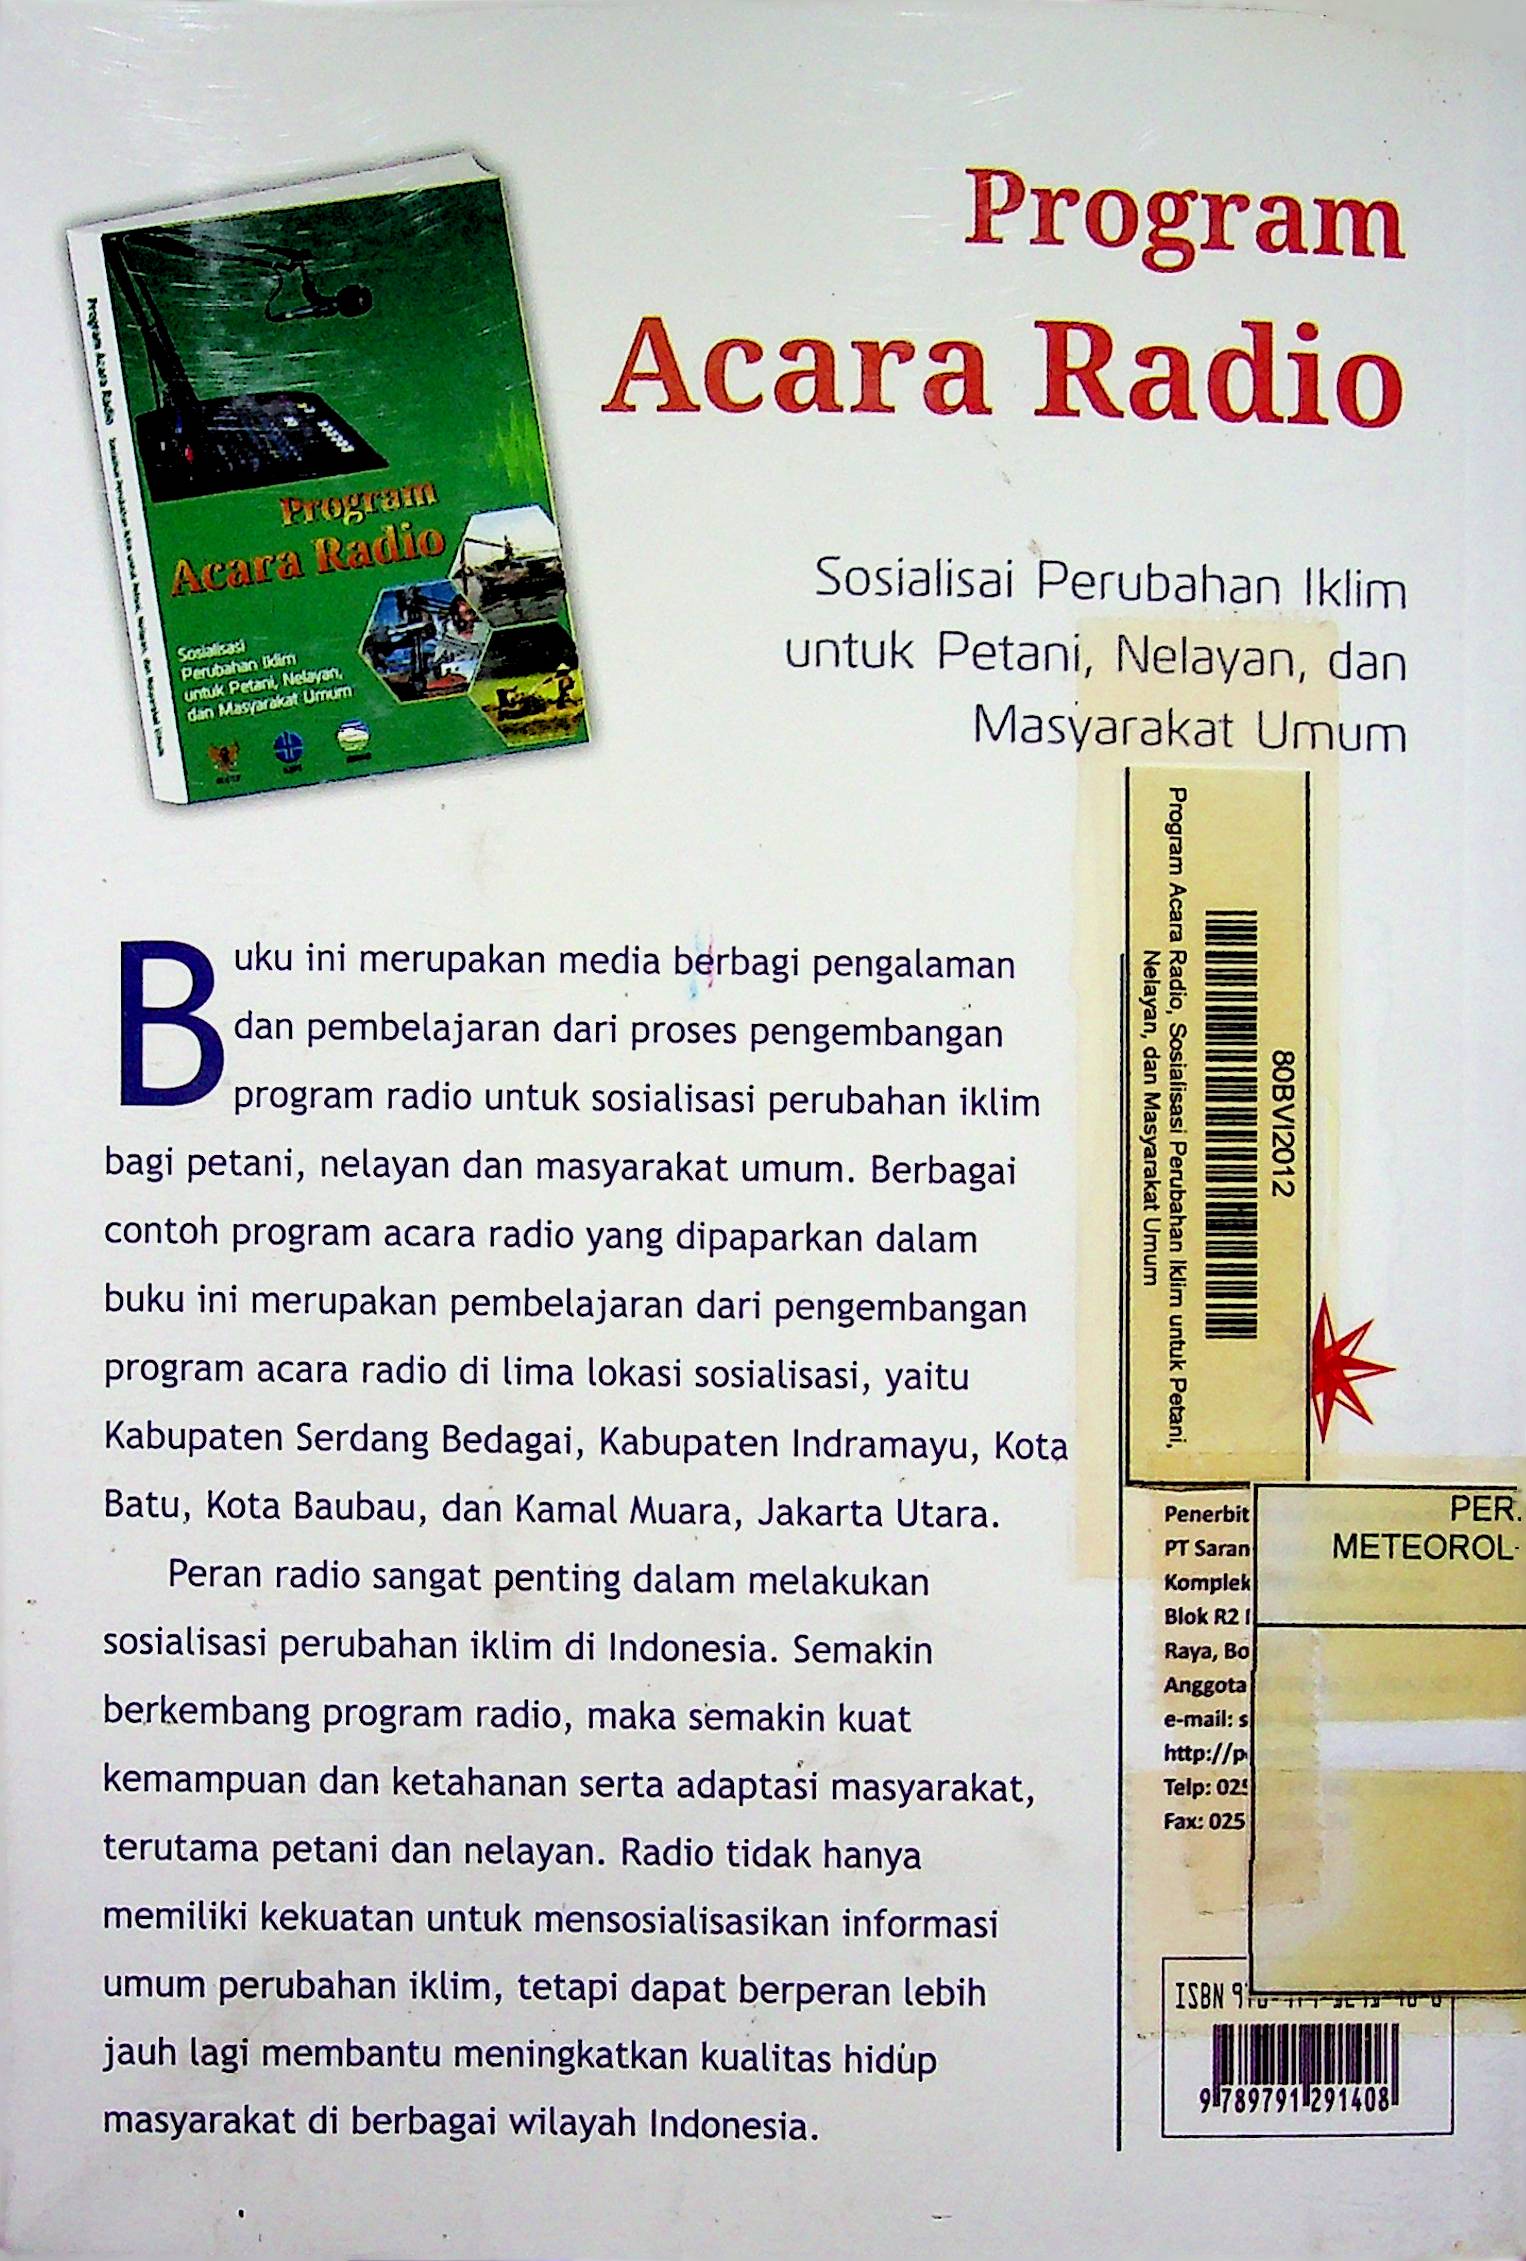 Program
Acara Radio
Sosialisai Perubahan Iklim
untuk Petani, Nelayan, dan
Masyarakat Umum
Program
Acara Radio
Sosialisasi
Perubahan Iklim
untuk Petani, Nelayan,
dan Masyarakat Umum
Program Acara Radio
Buku ini merupakan media berbagi pengalaman
dan pembelajaran dari proses pengembangan
program radio untuk sosialisasi perubahan iklim
bagi petani, nelayan dan masyarakat umum. Berbagai
contoh program acara radio yang dipaparkan dalam
buku ini merupakan pembelajaran dari pengembangan
program acara radio di lima lokasi sosialisasi, yaitu
Kabupaten Serdang Bedagai, Kabupaten Indramayu, Kota
Batu, Kota Baubau, dan Kamal Muara, Jakarta Utara.
Peran radio sangat penting dalam melakukan
sosialisasi perubahan iklim di Indonesia. Semakin
berkembang program radio, maka semakin kuat
kemampuan dan ketahanan serta adaptasi masyarakat,
terutama petani dan nelayan. Radio tidak hanya
memiliki kekuatan untuk mensosialisasikan informasi
umum perubahan iklim, tetapi dapat berperan lebih
jauh lagi membantu meningkatkan kualitas hidup
masyarakat di berbagai wilayah Indonesia.
80BVI2012
Program Acara Radio, Sosialisasi Perubahan Iklim untuk Petani,
Nelayan, dan Masyarakat Umum
PER.
METEOROL-
Penerbit
PT Saran
Komplek
Blok R2
Raya, Bo
Anggota
e-mail: s
http://p
Telp: 025
Fax: 025
ISBN
9789791291408